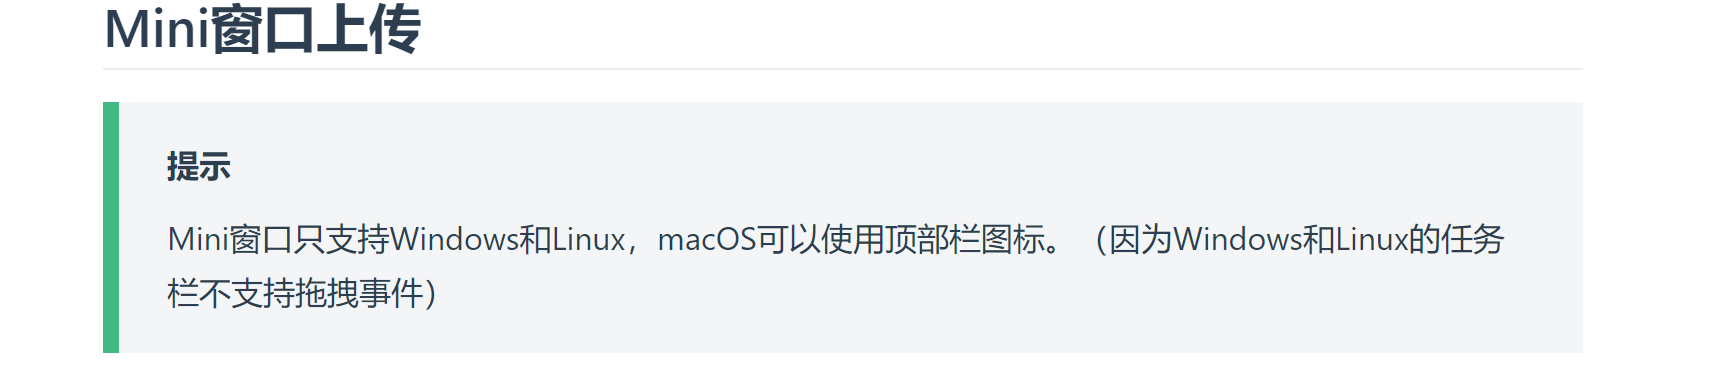 Mini窗口上传
提示
Mini窗口只支持Windows和Linux，macOS可以使用顶部栏图标。（因为Windows和Linux的任务
栏不支持拖拽事件）